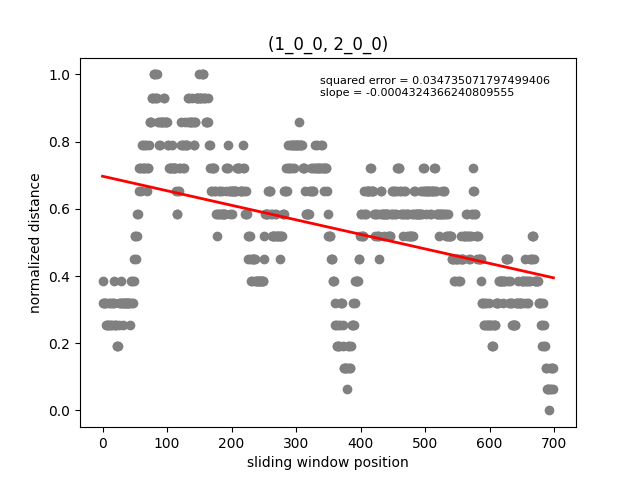 (1_0_0, 2_0_0)
squared error = 0.034735071797499406
slope = -0.0004324366240809555
normalized distance
1.0
0.8
0.6
0.4
0.2
0.0
0 100 200 300 400 500 600 700
sliding window position